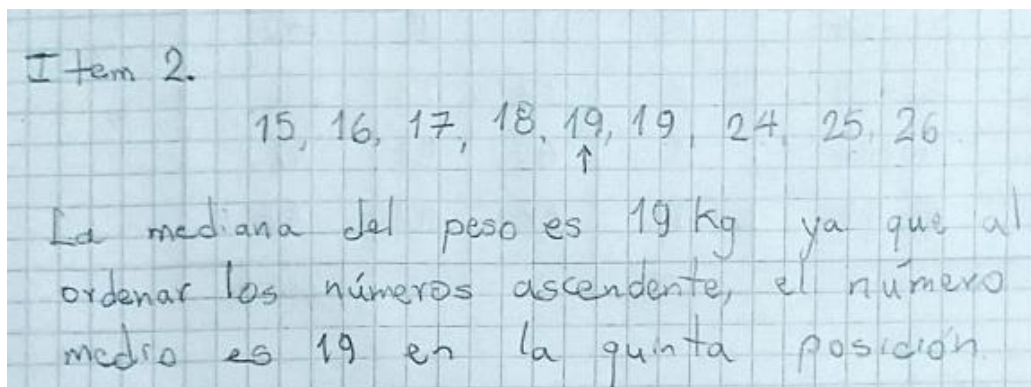 Item 2.
15, 16, 17, 18, 19, 19, 24, 25, 26
↑
La mediana del peso es 19 kg ya que al
ordenar los números ascendente, el número
medio es 19 en la quinta posición